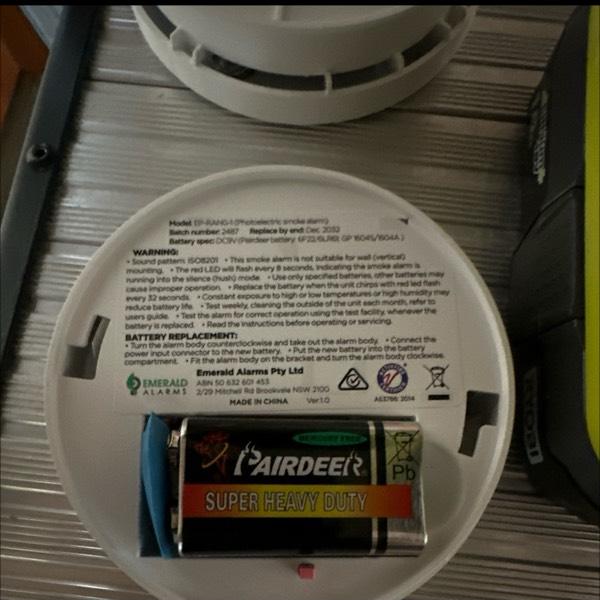 Model: EP-RANG-1 (Photoelectric smoke alarm)
Batch number: 2487 Replace by end: Dec 2032
Battery spec: DC9V (Pairdeer battery: 6F22/6LR61; GP 1604S/1604A)
WARNING:
• Sound pattern: ISO8201 • This smoke alarm is not suitable for wall (vertical)
mounting. • The red LED will flash every 8 seconds, indicating the smoke alarm is
running into the silence (hush) mode. • Use only specified batteries, other batteries may
cause improper operation. • Replace the battery when the unit chirps with red led flash
every 32 seconds. • Constant exposure to high or low temperatures or high humidity may
reduce battery life. • Test weekly, cleaning the outside of the unit each month, refer to
users guide. • Test the alarm for correct operation using the test facility, whenever the
battery is replaced. • Read the instructions before operating or servicing.
BATTERY REPLACEMENT:
• Turn the alarm body counterclockwise and take out the alarm body. • Connect the
power input connector to the new battery. • Put the new battery into the battery
compartment. • Fit the alarm body on the bracket and turn the alarm body clockwise.
EMERALD
ALARMS
Emerald Alarms Pty Ltd
ABN 50 632 601 453
2/29 Mitchell Rd Brookvale NSW 2100
MADE IN CHINA Ver:1.0
AS3786:2014
MERCURY FREE
PAIRDEER
SUPER HEAVY DUTY
Pb
RYOBI